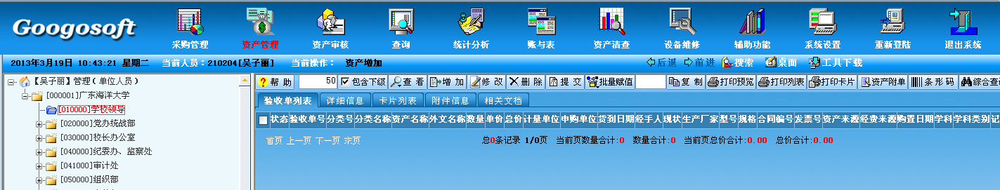 Googosoft
采购管理 资产管理 资产审核 查询 统计分析 账与表 资产清查 设备维修 辅助功能 系统设置 重新登陆 退出系统
2013年3月19日 10:43:21 星期二 当前人员:210204[吴子丽] 当前操作: 资产增加 后退 前进 搜索 桌面 工具下载
【吴子丽】管理(单位人员)
[000001]广东海洋大学
[010000]学校领导
[020000]党办统战部
[030000]校长办公室
[040000]纪委办、监察处
[041000]审计处
[050000]组织部
帮 助 50 包含下级 查 看 增 加 修 改 删 除 提 交 批量赋值 复 制 打印预览 打印列表 打印卡片 资产附单 条 形 码 综合查
验收单列表 详细信息 卡片列表 附件信息 相关文档
状态 验收单号 分类号 分类名称 资产名称 外文名称 数量 单价 总价 计量单位 申购单位 货到日期 经手人 现状 生产厂家 型号 规格 合同编号 发票号 资产来源 经费来源 购置日期 学科 学科类别 记
首页 上一页 下一页 末页 总0条记录 1/0页 当前页数量合计:0 数量合计:0 当前页总价合计:0.00 总价合计:0.00